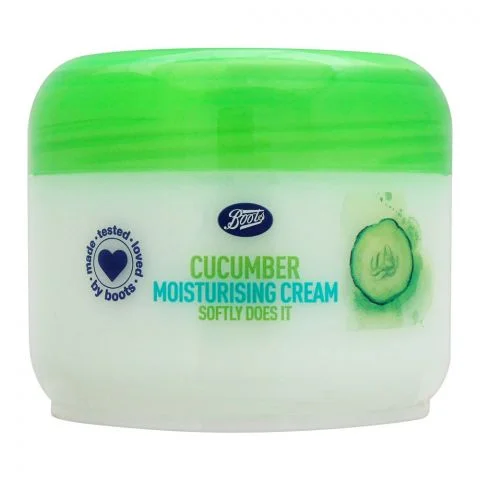 Boots
made · tested · loved ·
by boots ·
CUCUMBER
MOISTURISING CREAM
SOFTLY DOES IT